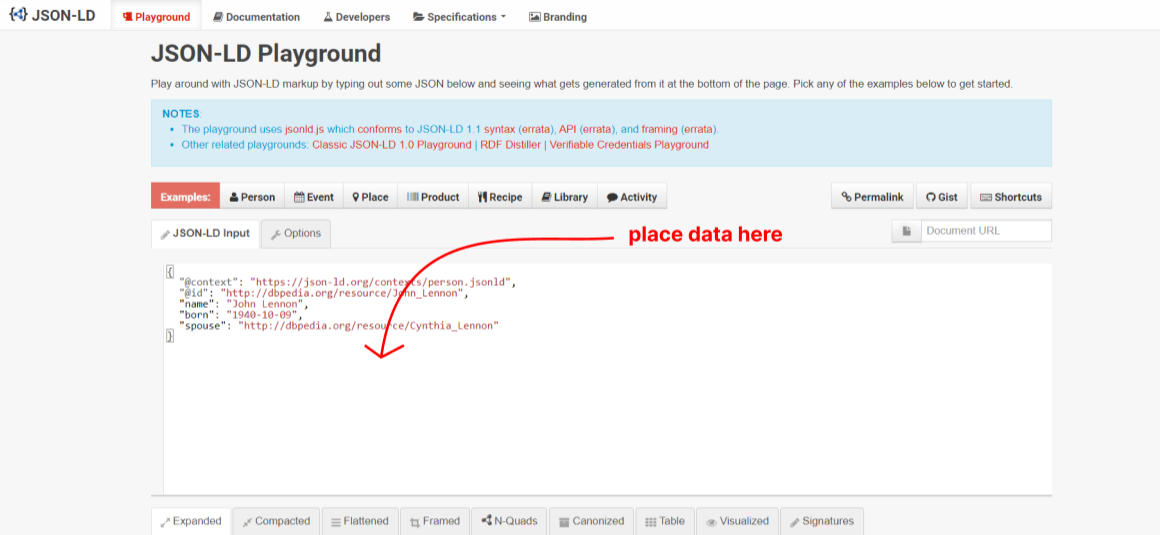 JSON-LD Playground Documentation Developers Specifications Branding
JSON-LD Playground
Play around with JSON-LD markup by typing out some JSON below and seeing what gets generated from it at the bottom of the page. Pick any of the examples below to get started.
NOTES:
The playground uses jsonld.js which conforms to JSON-LD 1.1 syntax (errata), API (errata), and framing (errata).
Other related playgrounds: Classic JSON-LD 1.0 Playground | RDF Distiller | Verifiable Credentials Playground
Examples: Person Event Place Product Recipe Library Activity Permalink Gist Shortcuts
JSON-LD Input Options place data here Document URL
{
"@context": "https://json-ld.org/contexts/person.jsonld",
"@id": "http://dbpedia.org/resource/John_Lennon",
"name": "John Lennon",
"born": "1940-10-09",
"spouse": "http://dbpedia.org/resource/Cynthia_Lennon"
}
Expanded Compacted Flattened Framed N-Quads Canonized Table Visualized Signatures